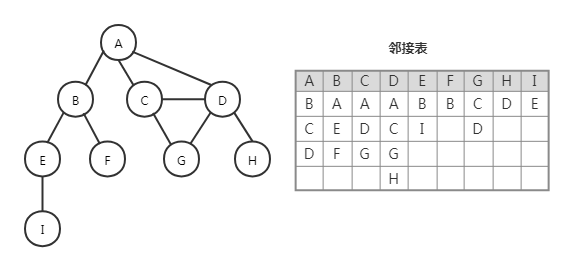 A
B
C
D
E
F
G
H
I
邻接表
A B C D E F G H I
B A A A B B C D E
C E D C I D
D F G G
H